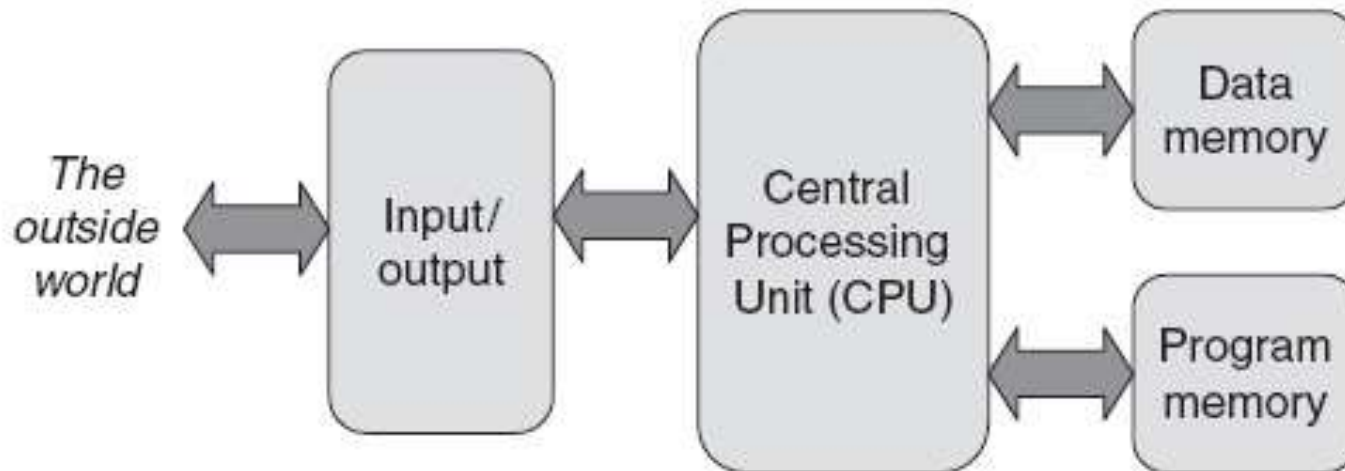 The
outside
world
Input/
output
Central
Processing
Unit (CPU)
Data
memory
Program
memory